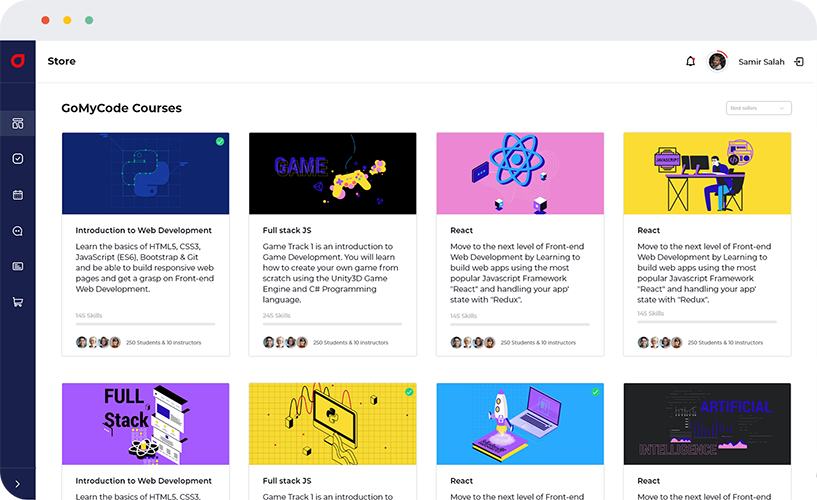 Store
Samir Salah
GoMyCode Courses
Best sellers
GAME
JAVASCRIPT
Introduction to Web Development
Learn the basics of HTML5, CSS3,
JavaScript (ES6), Bootstrap & Git
and be able to build responsive web
pages and get a grasp on Front-end
Web Development.
145 Skills
250 Students & 10 instructors
Full stack JS
Game Track 1 is an introduction to
Game Development. You will learn
how to create your own game from
scratch using the Unity3D Game
Engine and C# Programming
language.
245 Skills
250 Students & 10 instructors
React
Move to the next level of Front-end
Web Development by Learning to
build web apps using the most
popular Javascript Framework
"React" and handling your app'
state with "Redux".
145 Skills
250 Students & 10 instructors
React
Move to the next level of Front-end
Web Development by Learning to
build web apps using the most
popular Javascript Framework
"React" and handling your app'
state with "Redux".
145 Skills
250 Students & 10 instructors
FULL
Stack
ARTIFICIAL
INTELLIGENCE
Introduction to Web Development
Learn the basics of HTML5, CSS3,
Full stack JS
Game Track 1 is an introduction to
React
Move to the next level of Front-end
React
Move to the next level of Front-end